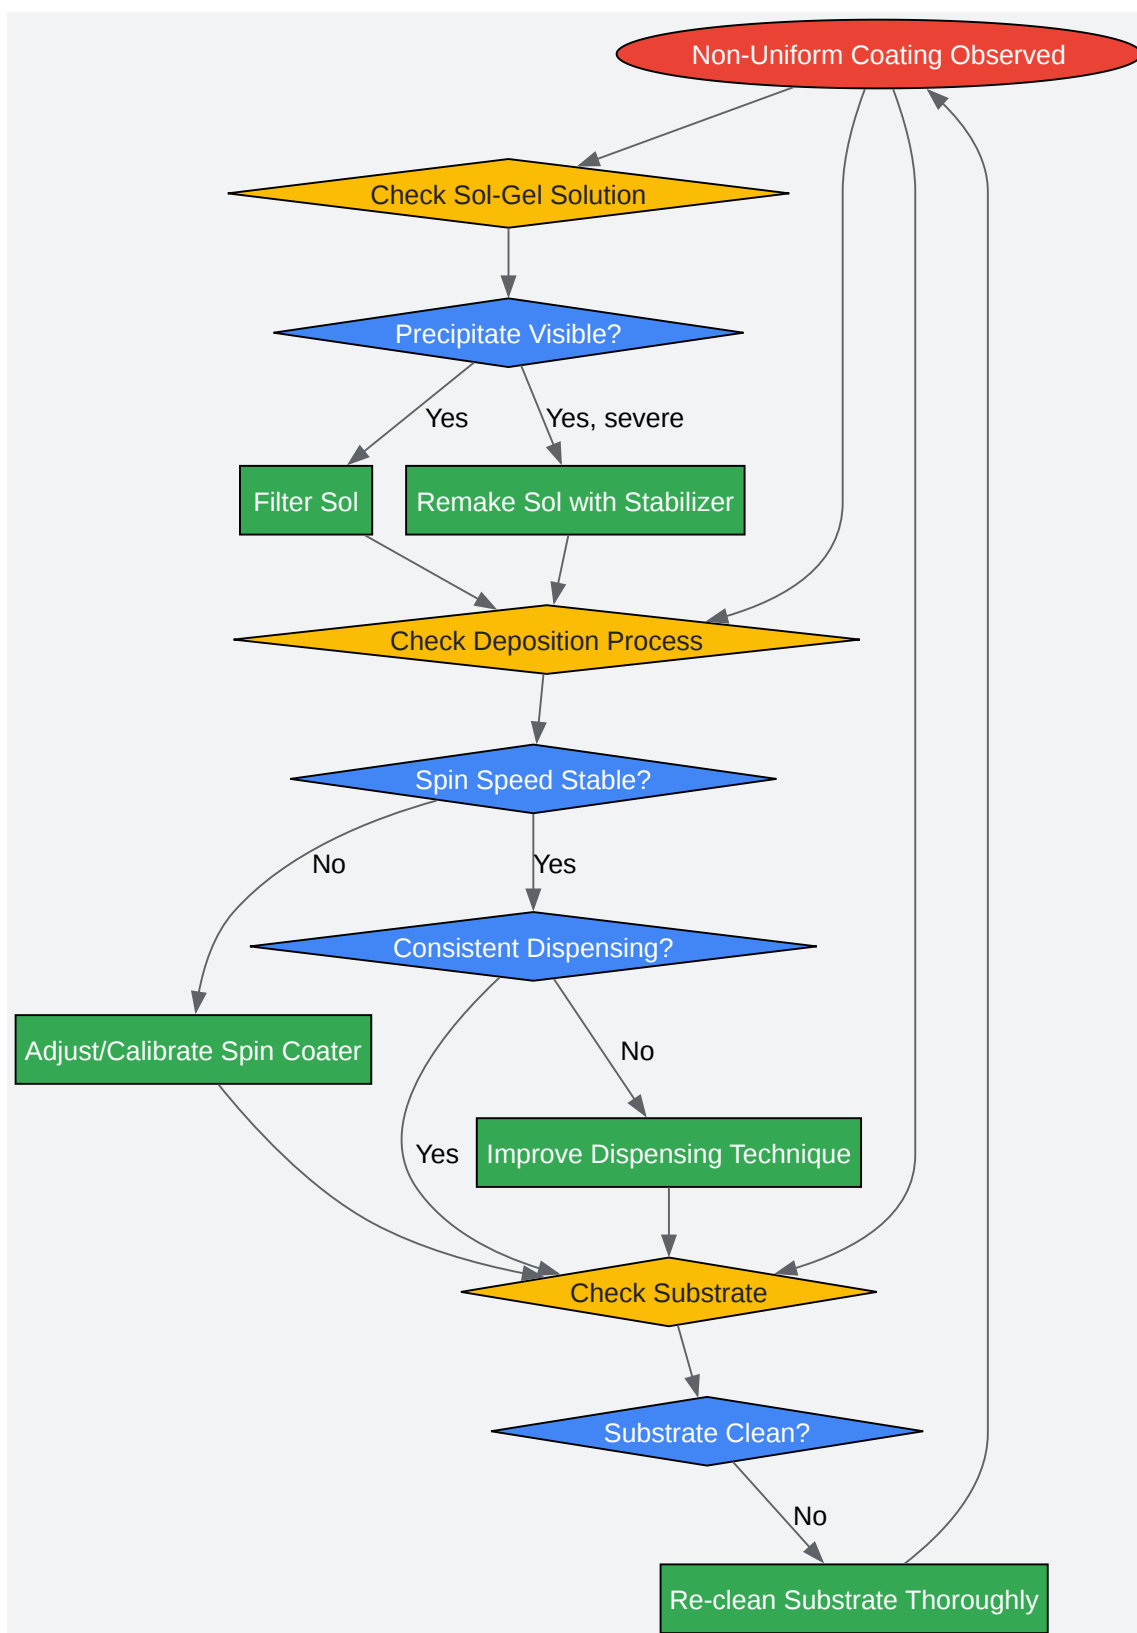 Non-Uniform Coating Observed
Check Sol-Gel Solution
Precipitate Visible?
Yes
Yes, severe
Filter Sol
Remake Sol with Stabilizer
Check Deposition Process
Spin Speed Stable?
No
Yes
Consistent Dispensing?
Adjust/Calibrate Spin Coater
No
Yes
Improve Dispensing Technique
Check Substrate
Substrate Clean?
No
Re-clean Substrate Thoroughly